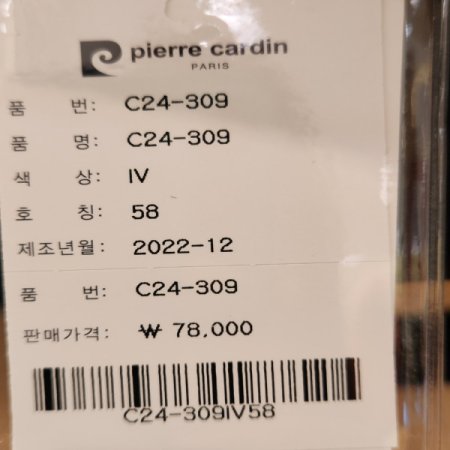 pierre cardin
PARIS
품 번: C24-309
품 명: C24-309
색 상: IV
호 칭: 58
제조년월: 2022-12
품 번: C24-309
판매가격: ₩ 78,000
C24-309IV58